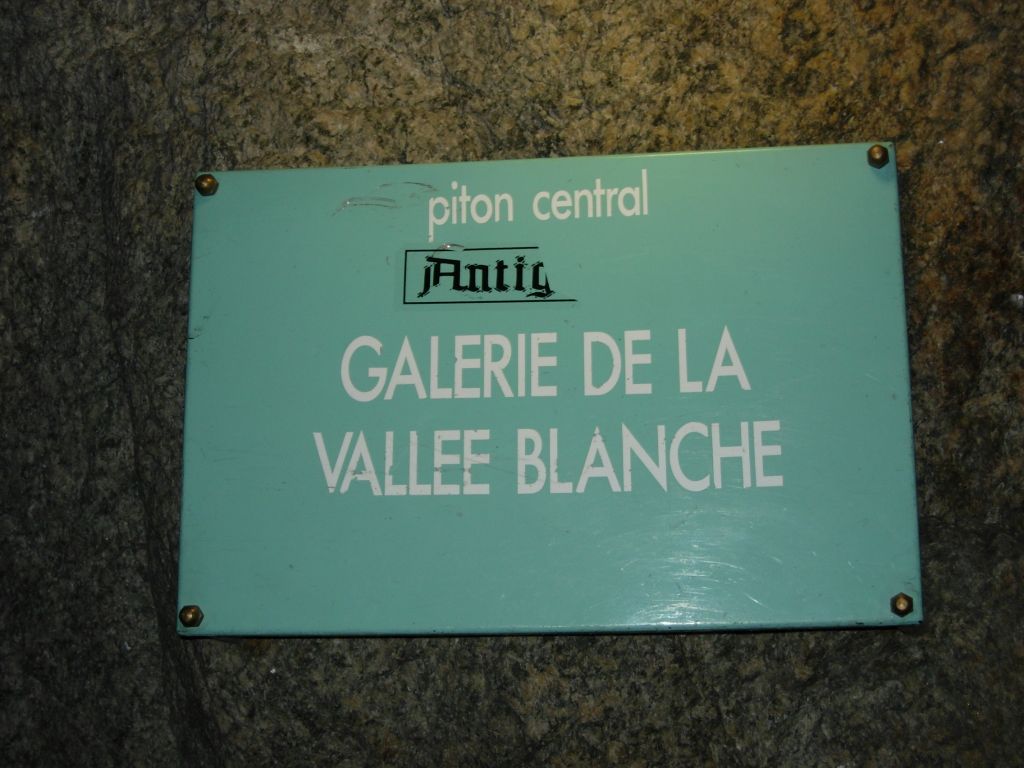 piton central
Antig
GALERIE DE LA
VALLEE BLANCHE